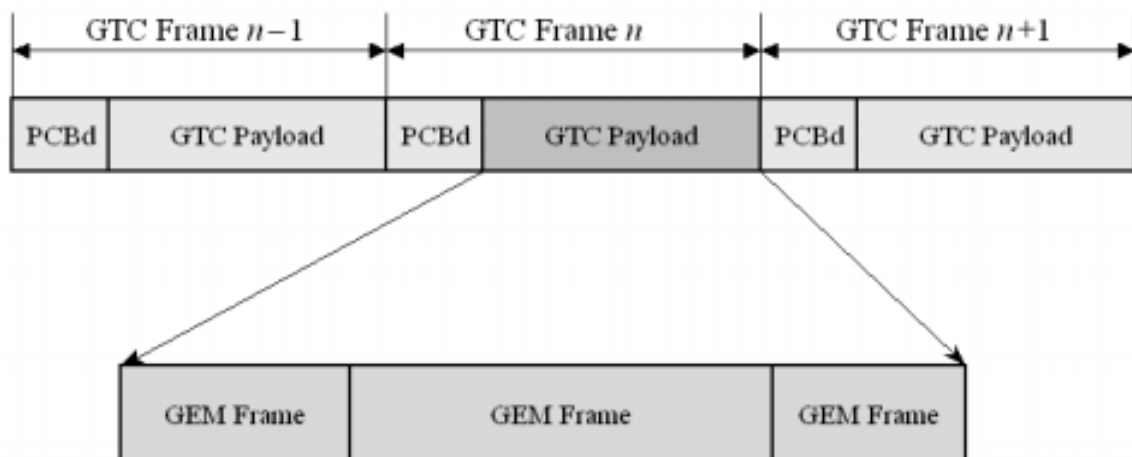 GTC Frame n−1 GTC Frame n GTC Frame n+1
PCBd GTC Payload PCBd GTC Payload PCBd GTC Payload
GEM Frame GEM Frame GEM Frame